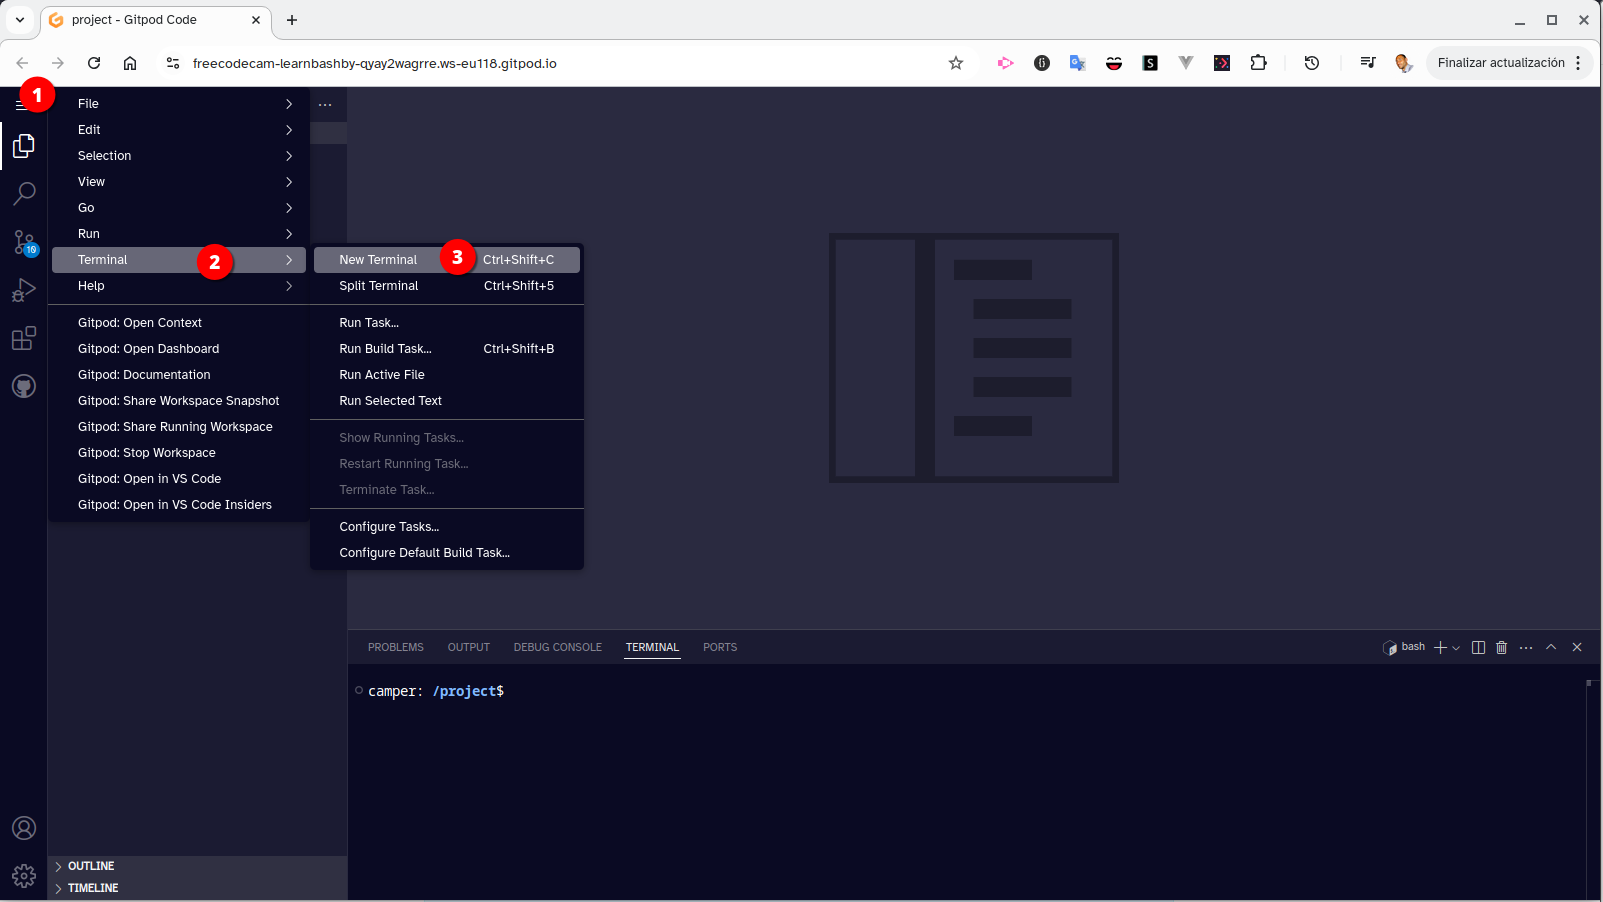 project - Gitpod Code
freecodecam-learnbashby-qyay2wagrre.ws-eu118.gitpod.io
Finalizar actualización
1
File
Edit
Selection
View
Go
Run
Terminal 2
Help
Gitpod: Open Context
Gitpod: Open Dashboard
Gitpod: Documentation
Gitpod: Share Workspace Snapshot
Gitpod: Share Running Workspace
Gitpod: Stop Workspace
Gitpod: Open in VS Code
Gitpod: Open in VS Code Insiders
New Terminal 3 Ctrl+Shift+C
Split Terminal Ctrl+Shift+5
Run Task...
Run Build Task... Ctrl+Shift+B
Run Active File
Run Selected Text
Show Running Tasks...
Restart Running Task...
Terminate Task...
Configure Tasks...
Configure Default Build Task...
10
PROBLEMS OUTPUT DEBUG CONSOLE TERMINAL PORTS bash
camper: /project$
OUTLINE
TIMELINE